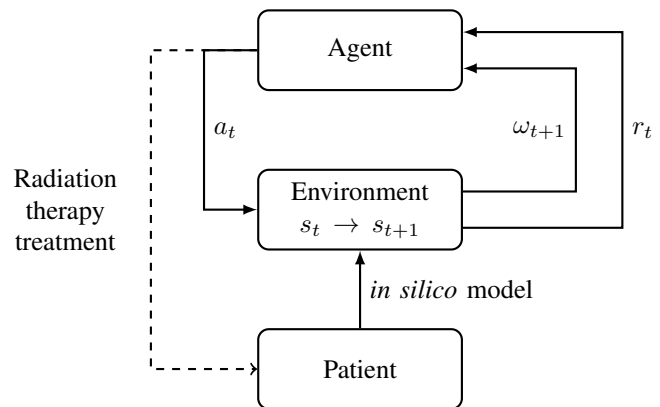 Agent
a_t
ω_{t+1}
r_t
Radiation
therapy
treatment
Environment
s_t → s_{t+1}
in silico model
Patient